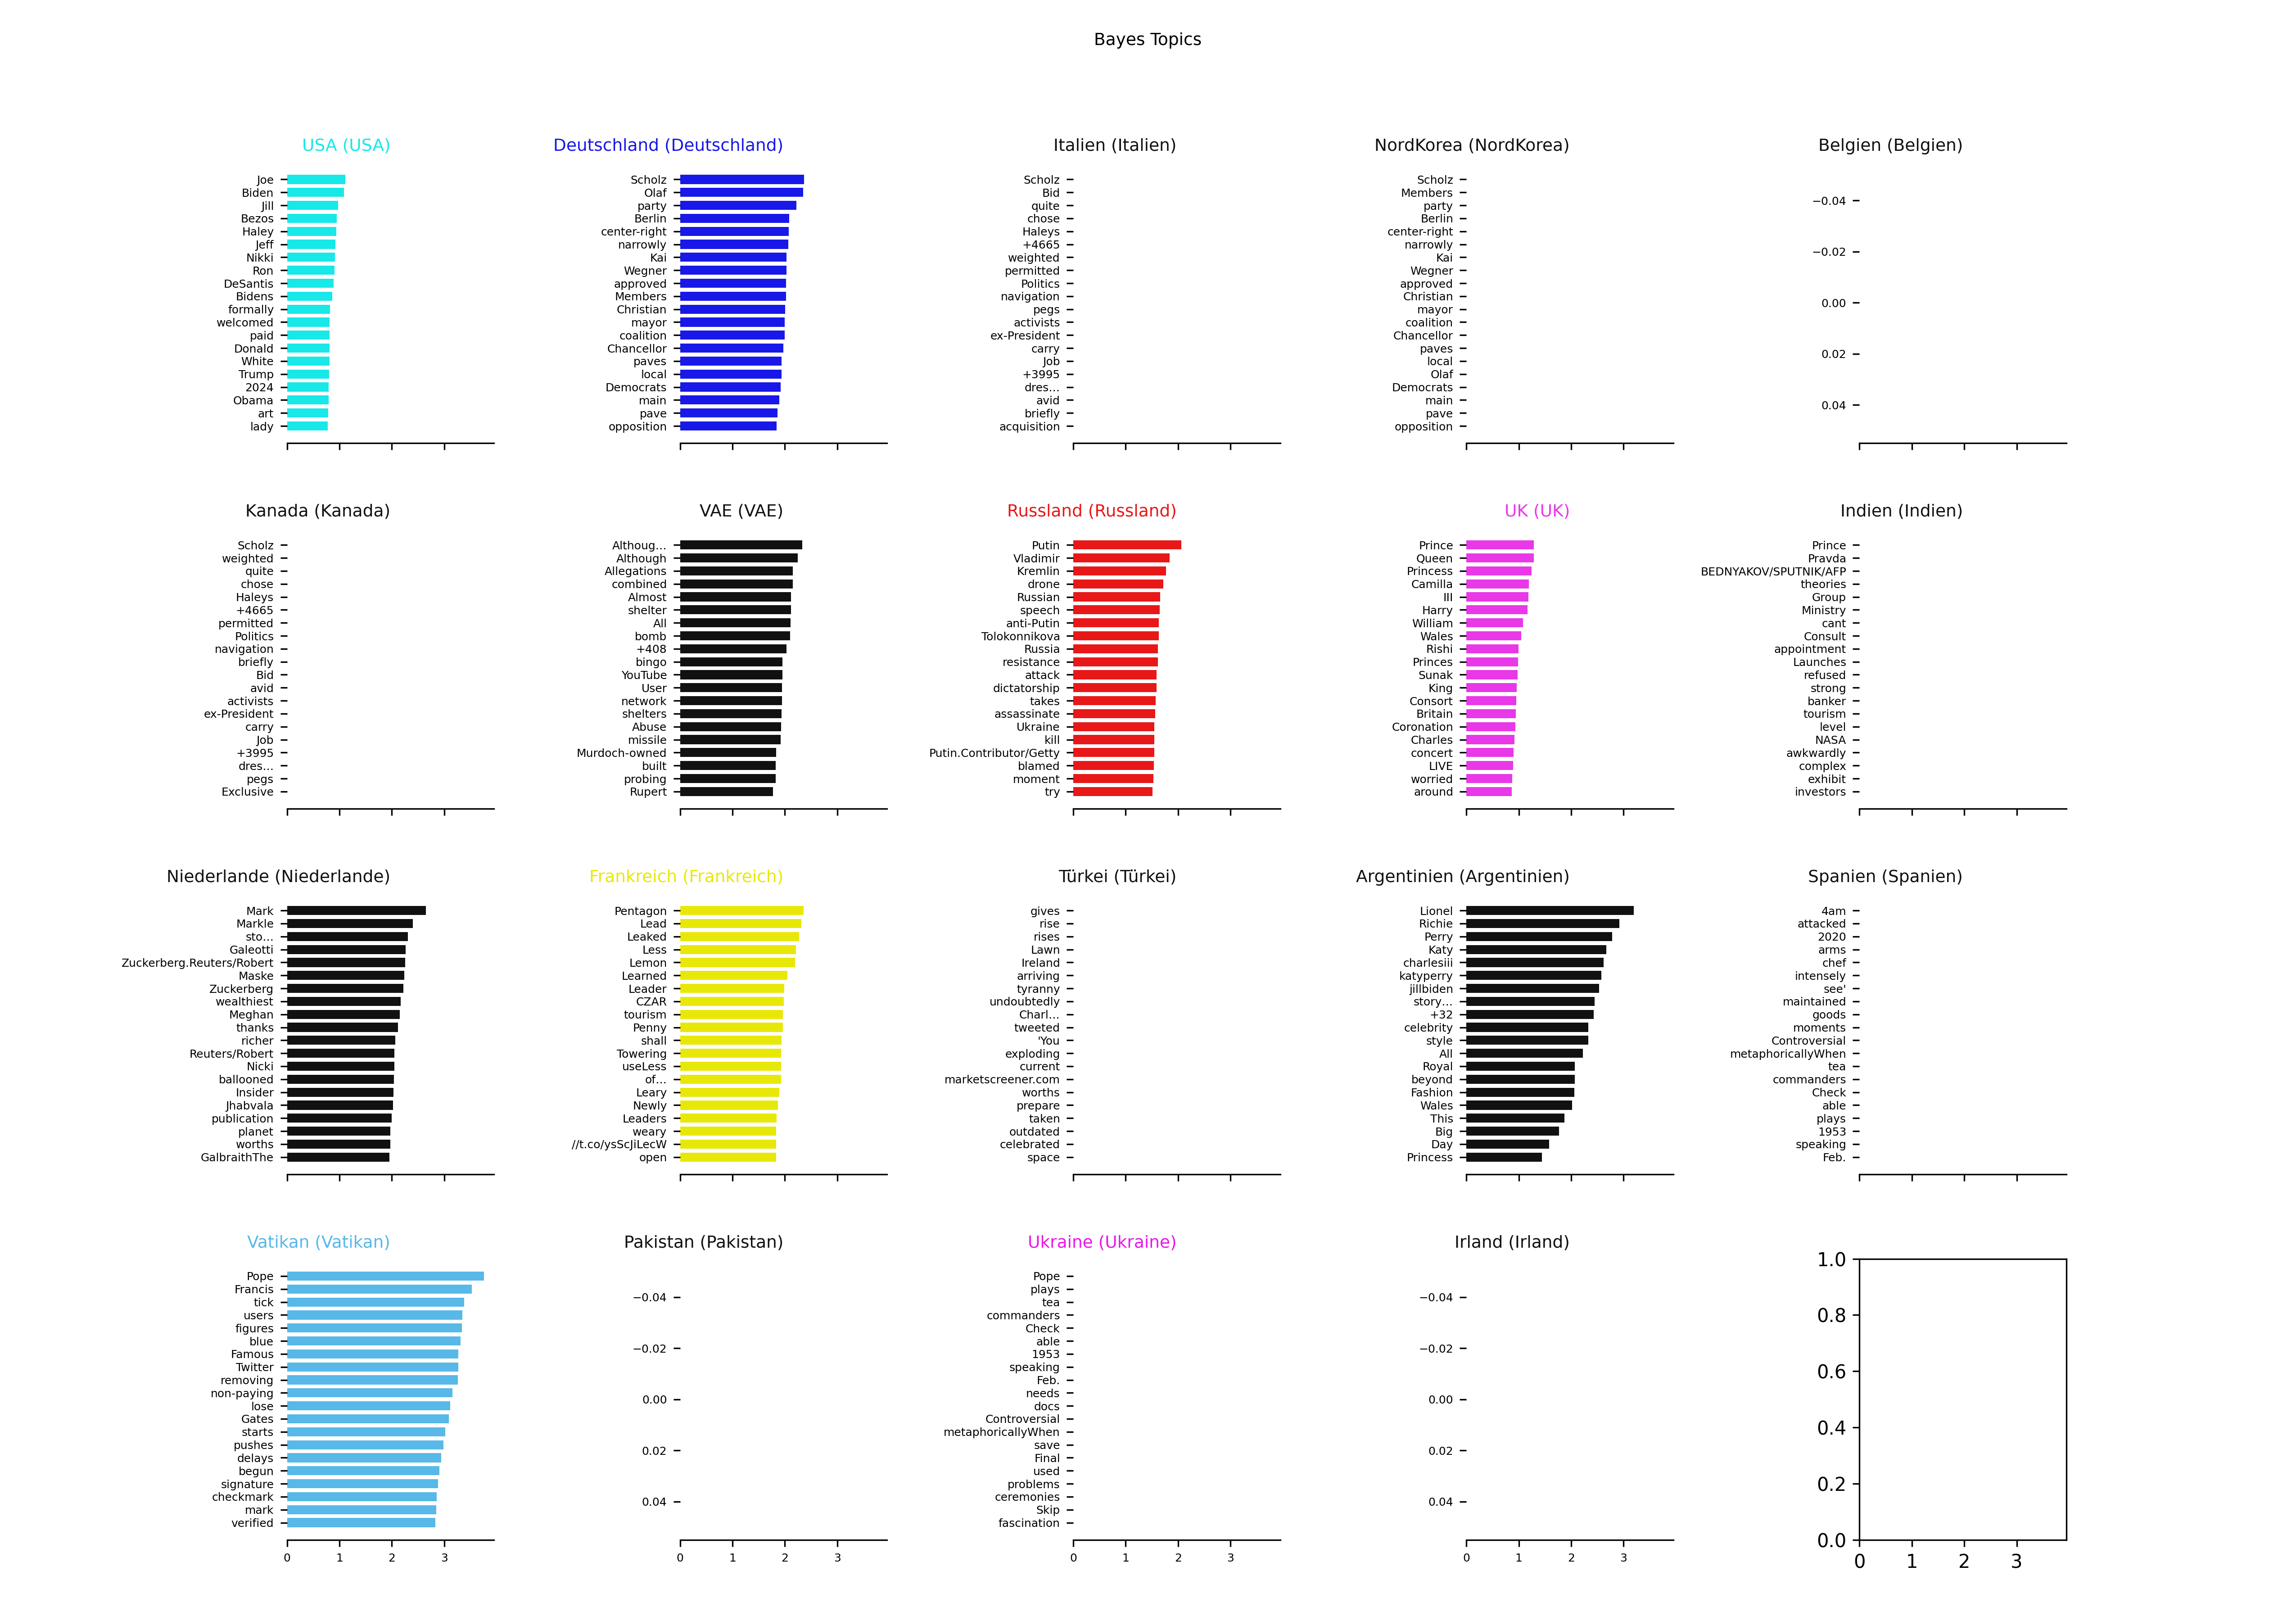 Bayes Topics
USA (USA)
Joe
Biden
Jill
Bezos
Haley
Jeff
Nikki
Ron
DeSantis
Bidens
formally
welcomed
paid
Donald
White
Trump
2024
Obama
art
lady
Deutschland (Deutschland)
Scholz
Olaf
party
Berlin
center-right
narrowly
Kai
Wegner
approved
Members
Christian
mayor
coalition
Chancellor
paves
local
Democrats
main
pave
opposition
Italien (Italien)
Scholz
Bid
quite
chose
Haleys
+4665
weighted
permitted
Politics
navigation
pegs
activists
ex-President
carry
Job
+3995
dres...
avid
briefly
acquisition
NordKorea (NordKorea)
Scholz
Members
party
Berlin
center-right
narrowly
Kai
Wegner
approved
Christian
mayor
coalition
Chancellor
paves
local
Olaf
Democrats
main
pave
opposition
Belgien (Belgien)
−0.04
−0.02
0.00
0.02
0.04
Kanada (Kanada)
Scholz
weighted
quite
chose
Haleys
+4665
permitted
Politics
navigation
briefly
Bid
avid
activists
ex-President
carry
Job
+3995
dres...
pegs
Exclusive
VAE (VAE)
Althoug...
Although
Allegations
combined
Almost
shelter
All
bomb
+408
bingo
YouTube
User
network
shelters
Abuse
missile
Murdoch-owned
built
probing
Rupert
Russland (Russland)
Putin
Vladimir
Kremlin
drone
Russian
speech
anti-Putin
Tolokonnikova
Russia
resistance
attack
dictatorship
takes
assassinate
Ukraine
kill
Putin.Contributor/Getty
blamed
moment
try
UK (UK)
Prince
Queen
Princess
Camilla
III
Harry
William
Wales
Rishi
Princes
Sunak
King
Consort
Britain
Coronation
Charles
concert
LIVE
worried
around
Indien (Indien)
Prince
Pravda
BEDNYAKOV/SPUTNIK/AFP
theories
Group
Ministry
cant
Consult
appointment
Launches
refused
strong
banker
tourism
level
NASA
awkwardly
complex
exhibit
investors
Niederlande (Niederlande)
Mark
Markle
sto...
Galeotti
Zuckerberg.Reuters/Robert
Maske
Zuckerberg
wealthiest
Meghan
thanks
richer
Reuters/Robert
Nicki
ballooned
Insider
Jhabvala
publication
planet
worths
GalbraithThe
Frankreich (Frankreich)
Pentagon
Lead
Leaked
Less
Lemon
Learned
Leader
CZAR
tourism
Penny
shall
Towering
useLess
of...
Leary
Newly
Leaders
weary
//t.co/ysScJiLecW
open
Türkei (Türkei)
gives
rise
rises
Lawn
Ireland
arriving
tyranny
undoubtedly
Charl...
tweeted
'You
exploding
current
marketscreener.com
worths
prepare
taken
outdated
celebrated
space
Argentinien (Argentinien)
Lionel
Richie
Perry
Katy
charlesiii
katyperry
jillbiden
story...
+32
celebrity
style
All
Royal
beyond
Fashion
Wales
This
Big
Day
Princess
Spanien (Spanien)
4am
attacked
2020
arms
chef
intensely
see'
maintained
goods
moments
Controversial
metaphoricallyWhen
tea
commanders
Check
able
plays
1953
speaking
Feb.
Vatikan (Vatikan)
Pope
Francis
tick
users
figures
blue
Famous
Twitter
removing
non-paying
lose
Gates
starts
pushes
delays
begun
signature
checkmark
mark
verified
0 1 2 3
Pakistan (Pakistan)
−0.04
−0.02
0.00
0.02
0.04
0 1 2 3
Ukraine (Ukraine)
Pope
plays
tea
commanders
Check
able
1953
speaking
Feb.
needs
docs
Controversial
metaphoricallyWhen
save
Final
used
problems
ceremonies
Skip
fascination
0 1 2 3
Irland (Irland)
−0.04
−0.02
0.00
0.02
0.04
0 1 2 3
1.0
0.8
0.6
0.4
0.2
0.0
0 1 2 3